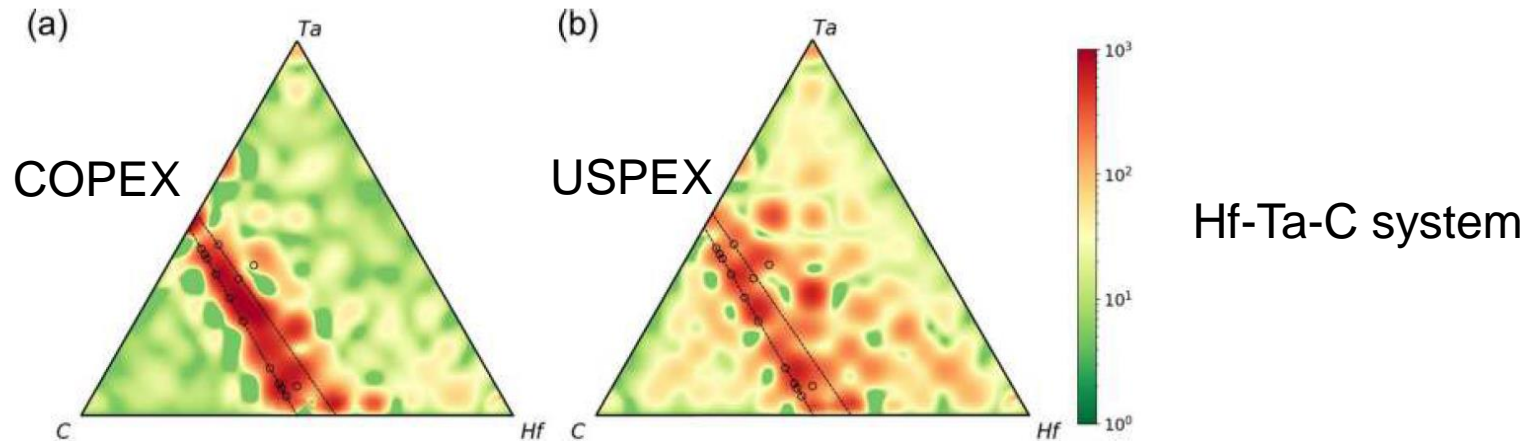 (a)
Ta
COPEX
C
Hf
(b)
Ta
USPEX
C
Hf
10³
10²
10¹
10⁰
Hf-Ta-C system